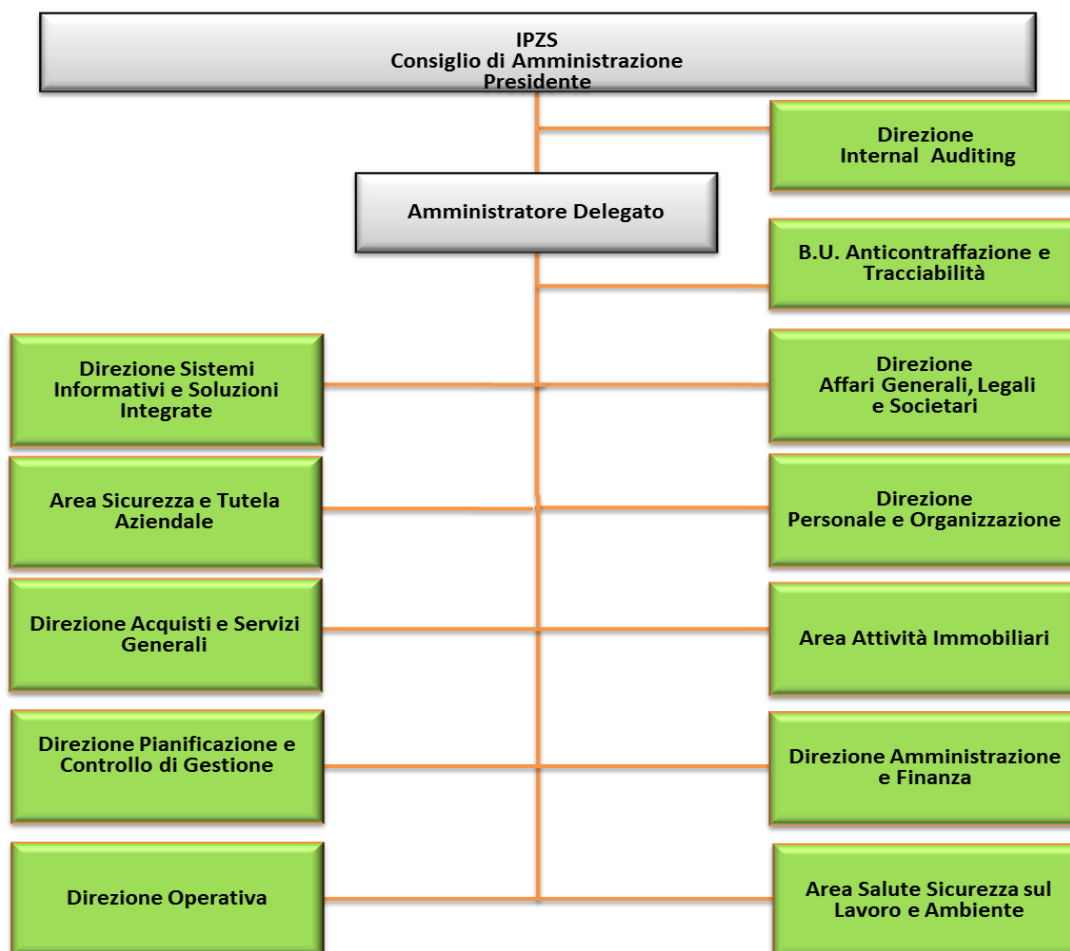 IPZS
Consiglio di Amministrazione
Presidente
Direzione
Internal Auditing
Amministratore Delegato
B.U. Anticontraffazione e
Tracciabilità
Direzione Sistemi
Informativi e Soluzioni
Integrate
Direzione
Affari Generali, Legali
e Societari
Area Sicurezza e Tutela
Aziendale
Direzione
Personale e Organizzazione
Direzione Acquisti e Servizi
Generali
Area Attività Immobiliari
Direzione Pianificazione e
Controllo di Gestione
Direzione Amministrazione
e Finanza
Direzione Operativa
Area Salute Sicurezza sul
Lavoro e Ambiente